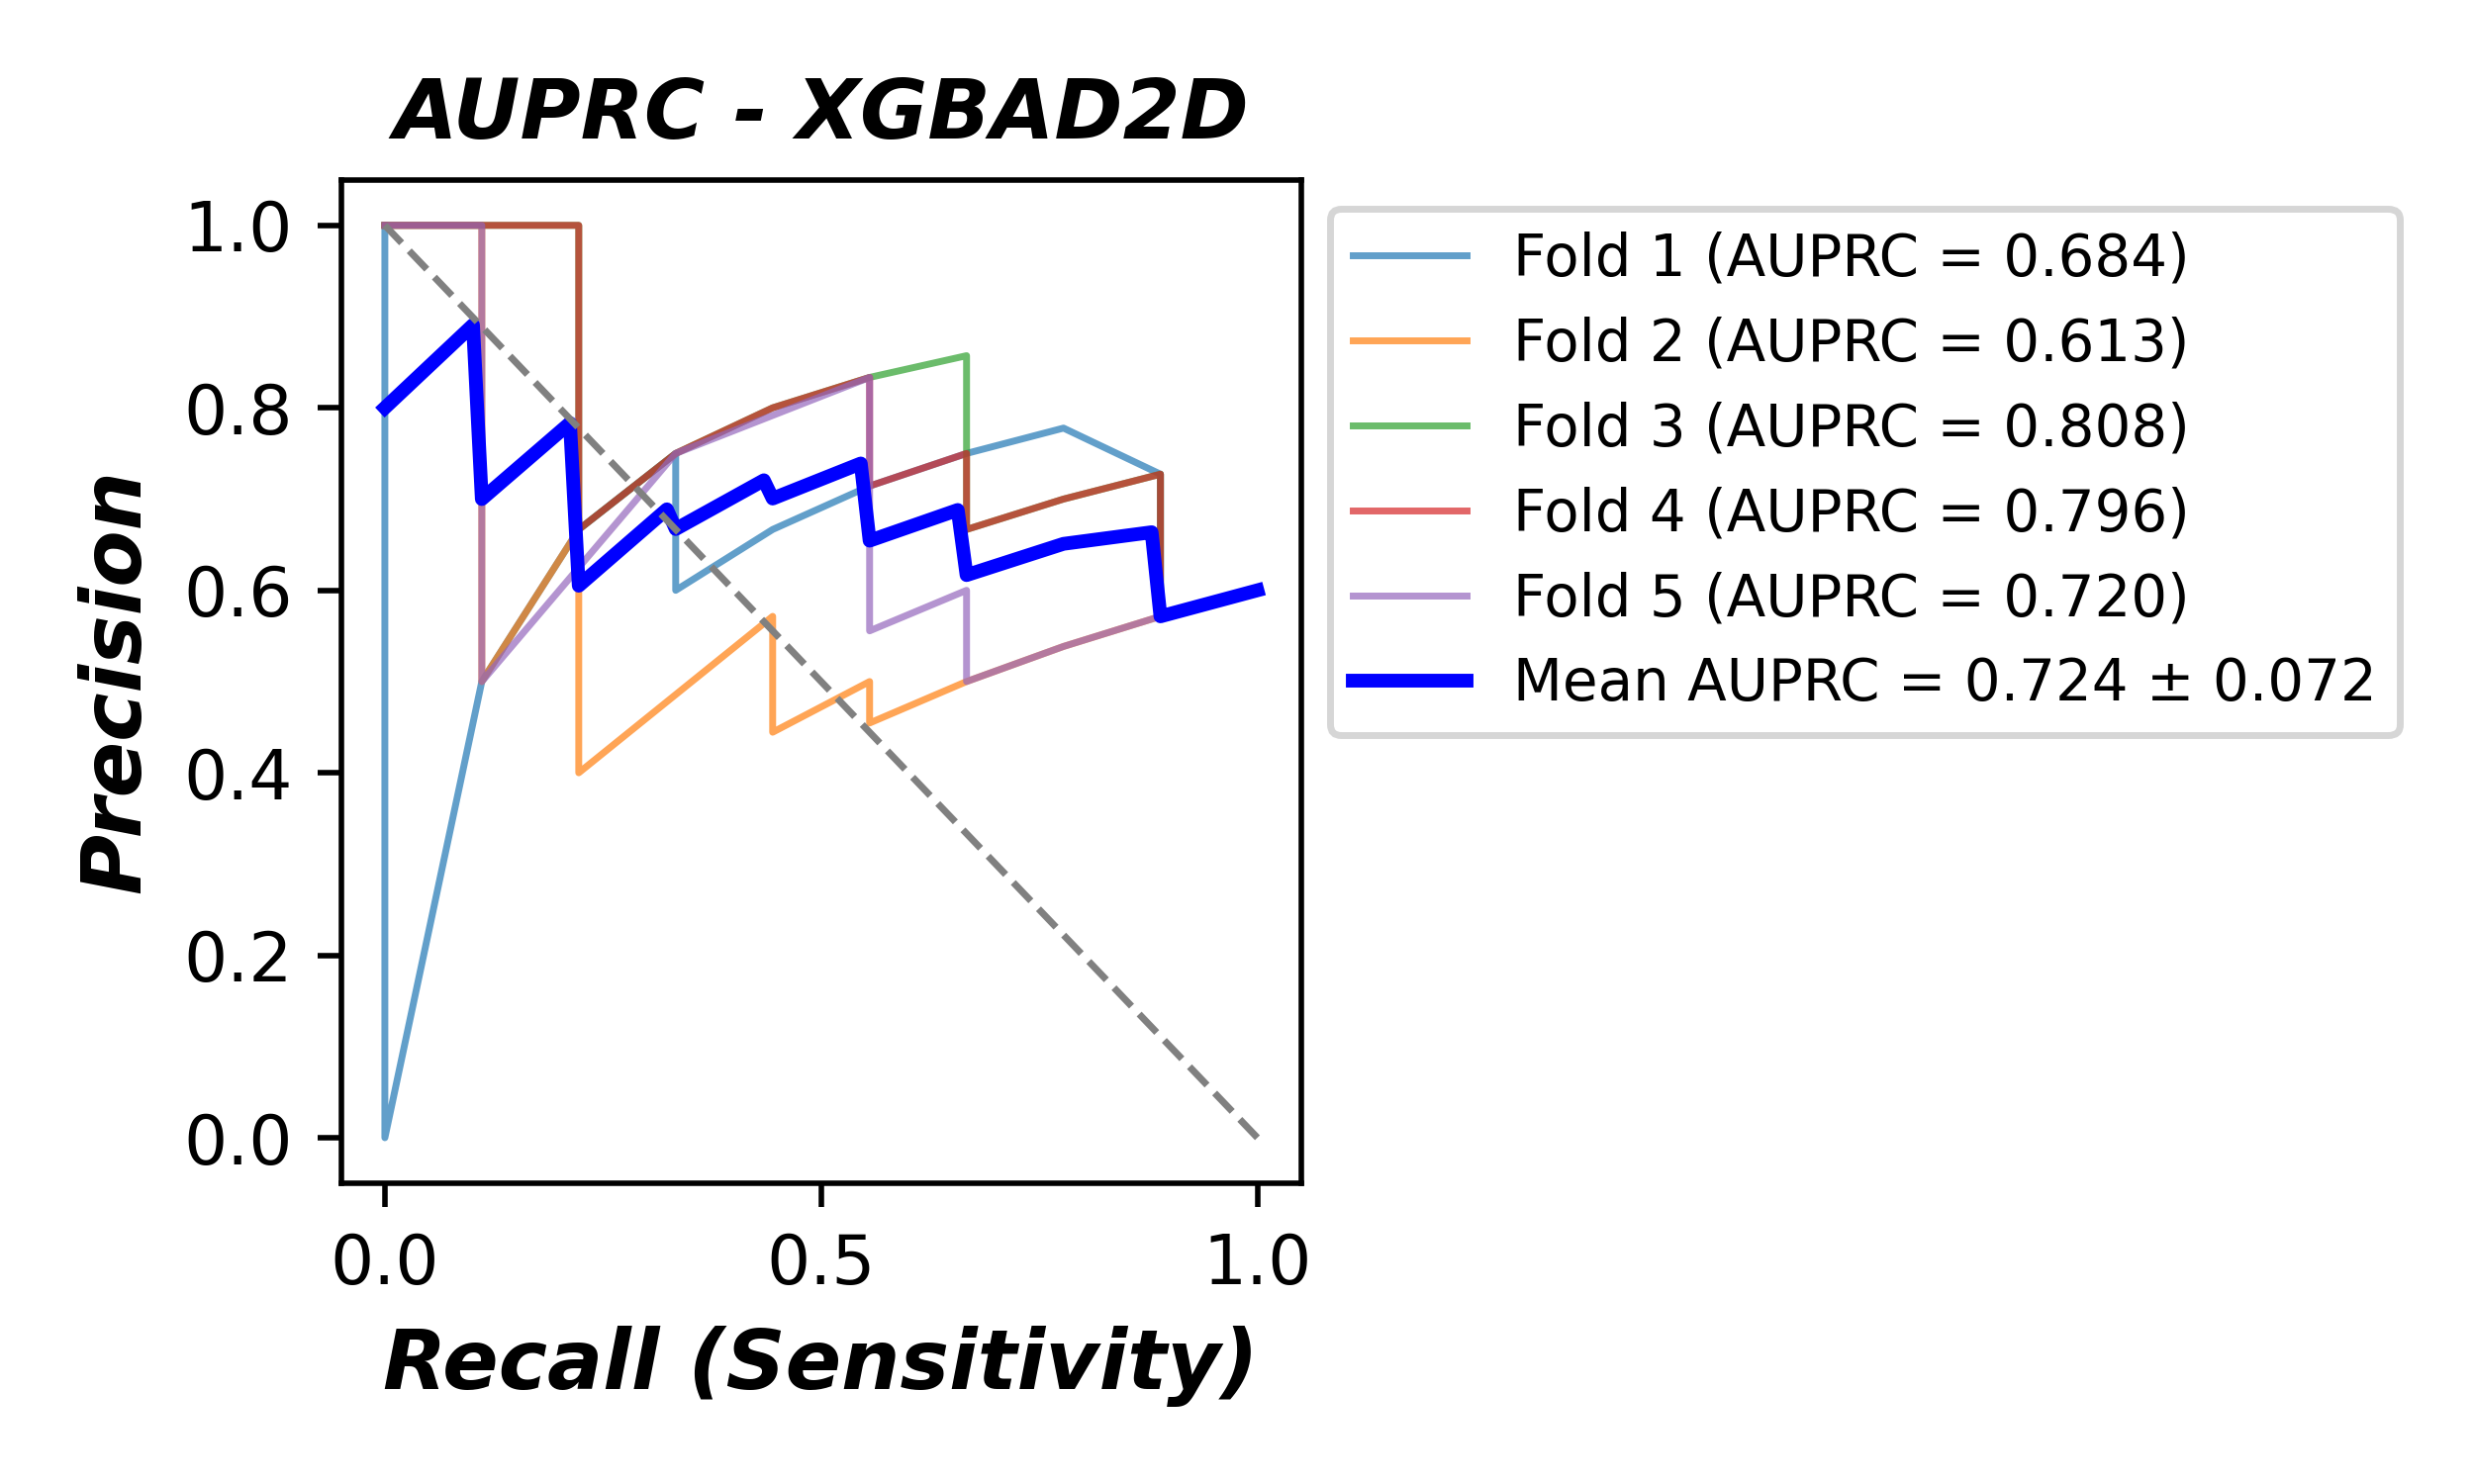 AUPRC - XGBAD2D
Precision
1.0
0.8
0.6
0.4
0.2
0.0
0.0 0.5 1.0
Recall (Sensitivity)
Fold 1 (AUPRC = 0.684)
Fold 2 (AUPRC = 0.613)
Fold 3 (AUPRC = 0.808)
Fold 4 (AUPRC = 0.796)
Fold 5 (AUPRC = 0.720)
Mean AUPRC = 0.724 ± 0.072